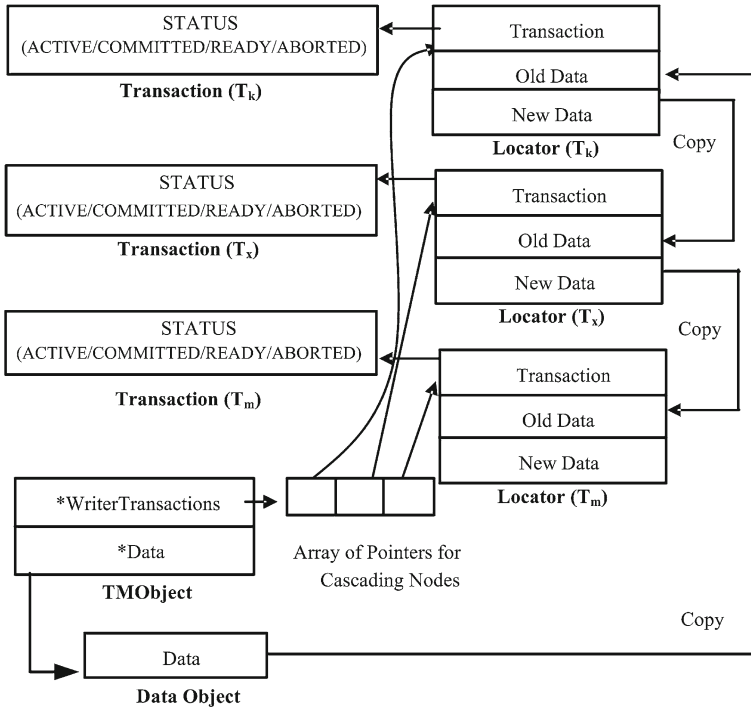 STATUS
(ACTIVE/COMMITTED/READY/ABORTED)
Transaction (Tk)
Transaction
Old Data
New Data
Locator (Tk)
Copy
STATUS
(ACTIVE/COMMITTED/READY/ABORTED)
Transaction (Tx)
Transaction
Old Data
New Data
Locator (Tx)
Copy
STATUS
(ACTIVE/COMMITTED/READY/ABORTED)
Transaction (Tm)
Transaction
Old Data
New Data
Locator (Tm)
*WriterTransactions
*Data
TMObject
Array of Pointers for
Cascading Nodes
Copy
Data
Data Object